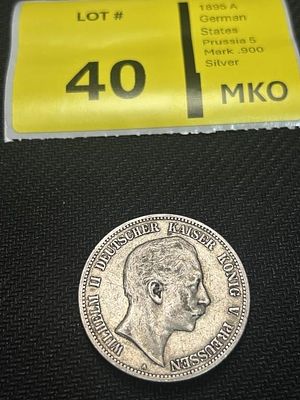 LOT #
40
1895 A
German
States
Prussia 5
Mark .900
Silver
MKO
WILHELM II DEUTSCHER KAISER KÖNIG V. PREUSSEN
A